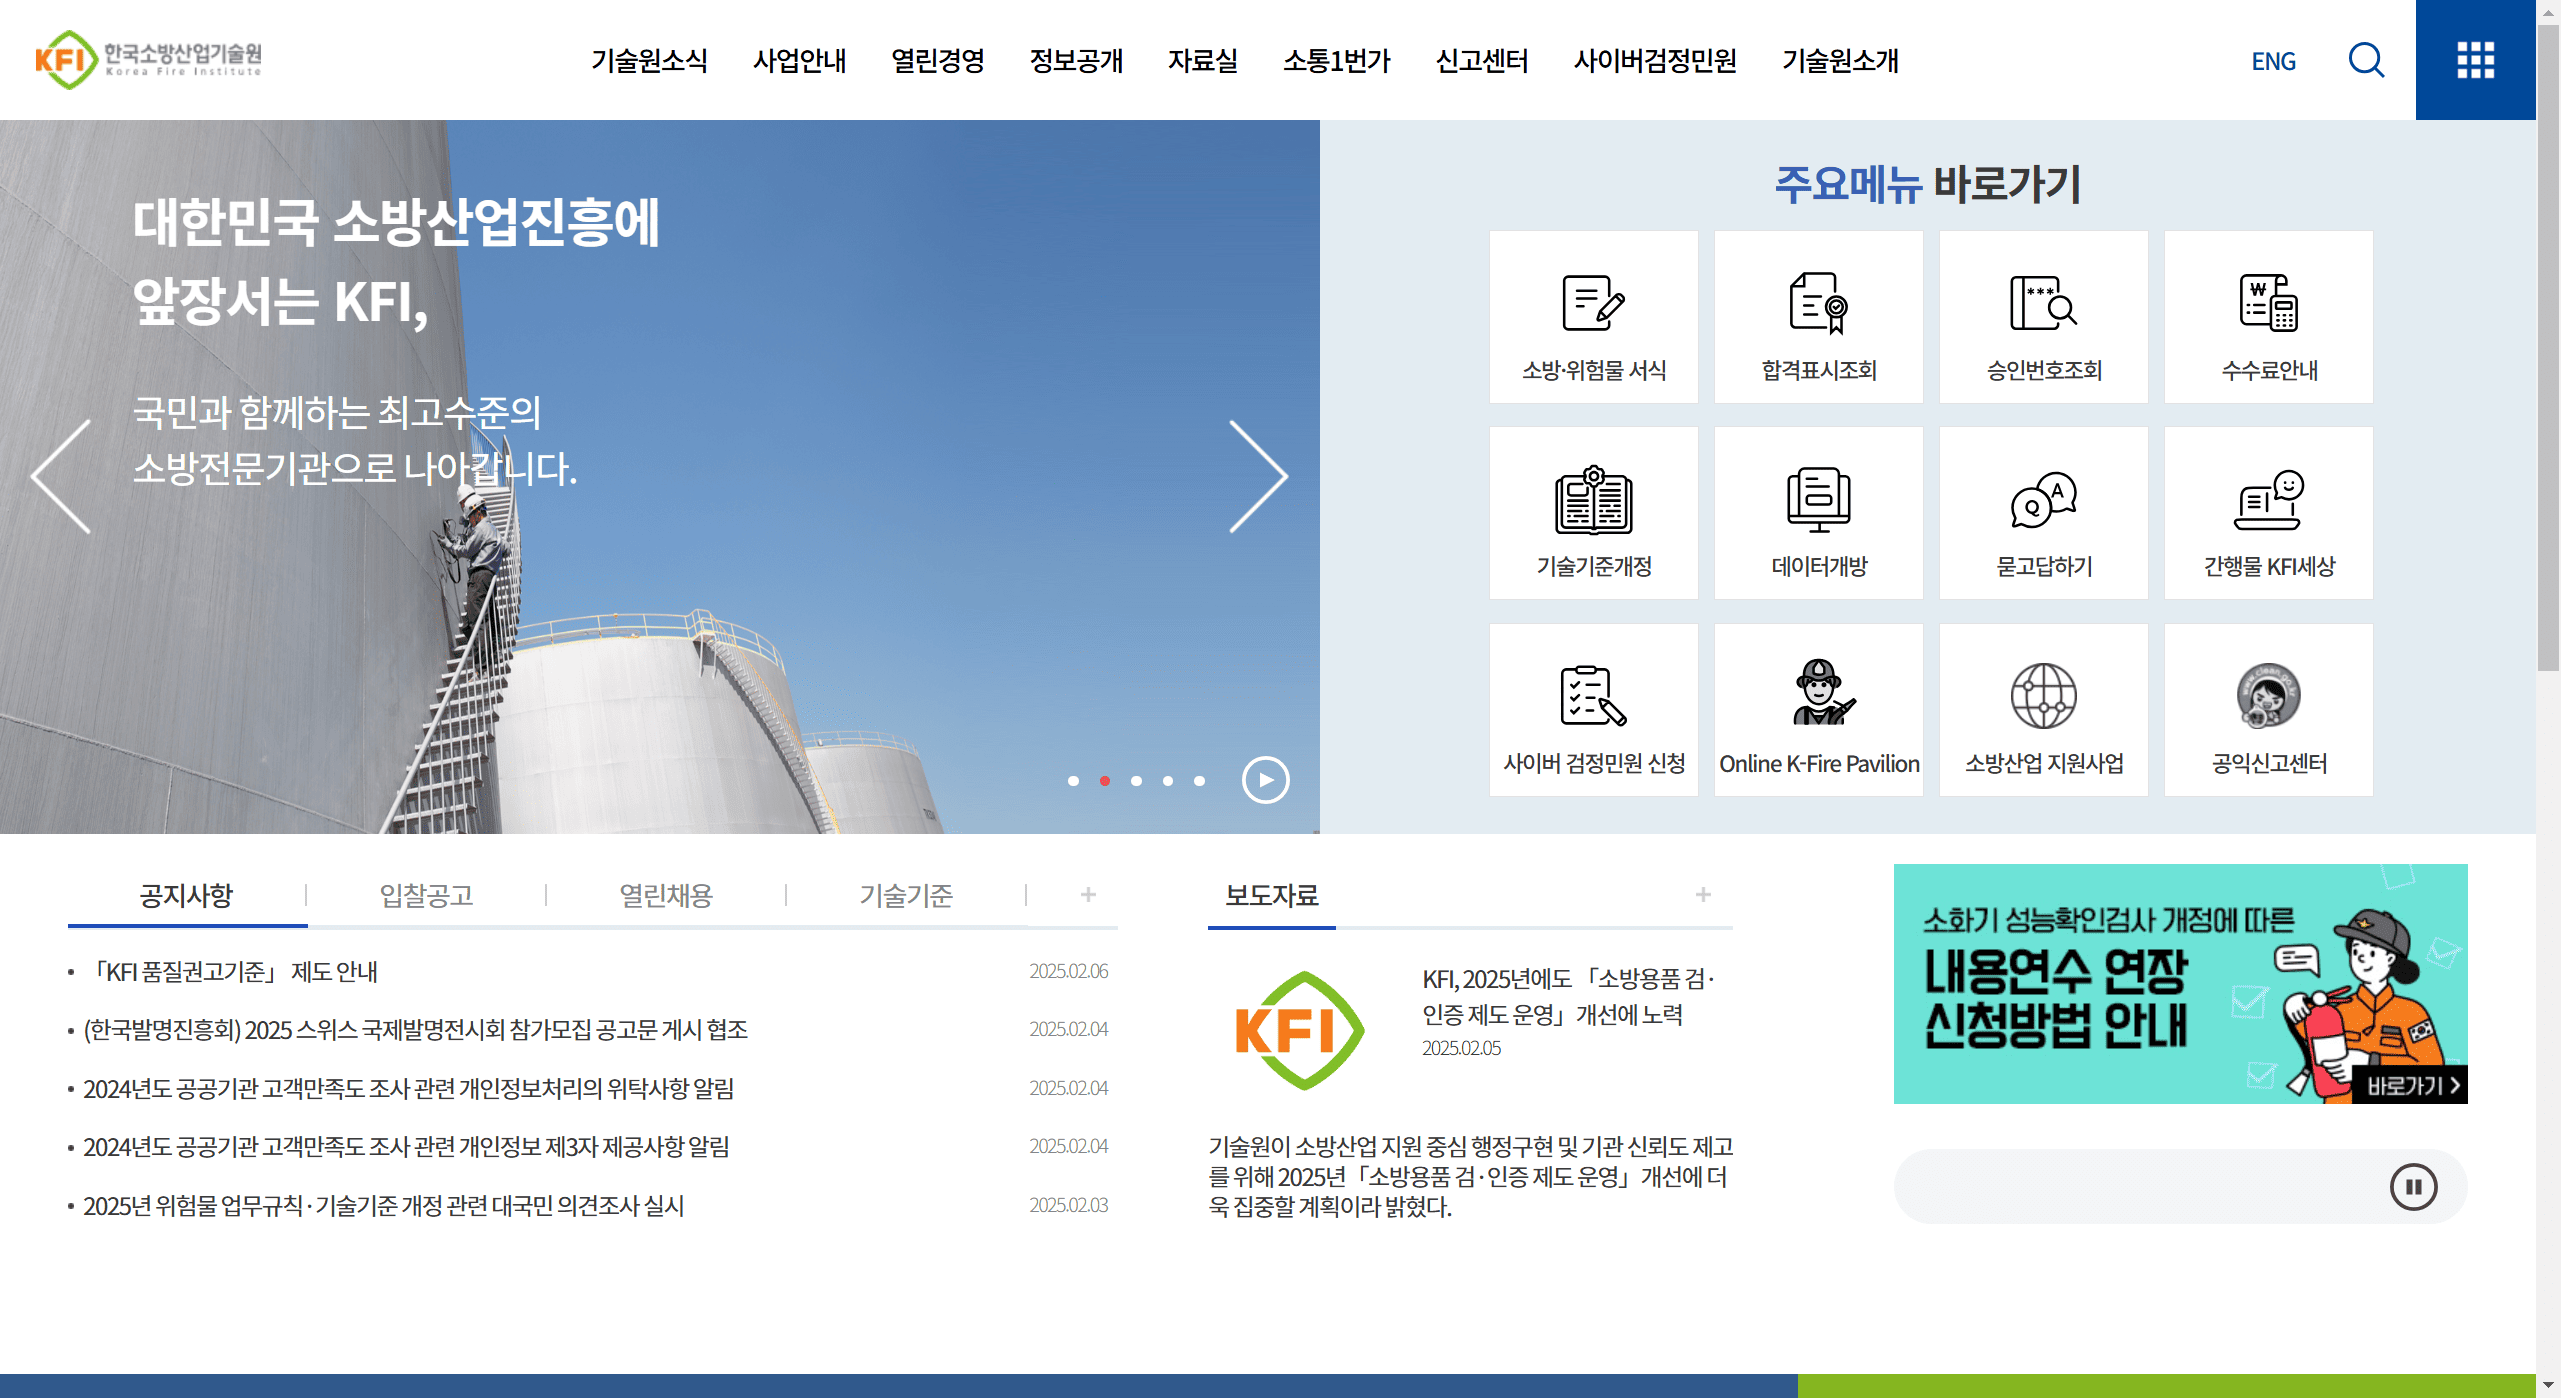 KFI 한국소방산업기술원
Korea Fire Institute
기술원소식 사업안내 열린경영 정보공개 자료실 소통1번가 신고센터 사이버검정민원 기술원소개
ENG
대한민국 소방산업진흥에
앞장서는 KFI,
국민과 함께하는 최고수준의
소방전문기관으로 나아갑니다.
주요메뉴 바로가기
소방·위험물 서식 합격표시조회 승인번호조회 수수료안내
기술기준개정 데이터개방 묻고답하기 간행물 KFI세상
사이버 검정민원 신청 Online K-Fire Pavilion 소방산업 지원사업 공익신고센터
공지사항 입찰공고 열린채용 기술기준 +
「KFI 품질권고기준」 제도 안내 2025.02.06
(한국발명진흥회) 2025 스위스 국제발명전시회 참가모집 공고문 게시 협조 2025.02.04
2024년도 공공기관 고객만족도 조사 관련 개인정보처리의 위탁사항 알림 2025.02.04
2024년도 공공기관 고객만족도 조사 관련 개인정보 제3자 제공사항 알림 2025.02.04
2025년 위험물 업무규칙·기술기준 개정 관련 대국민 의견조사 실시 2025.02.03
보도자료 +
KFI
KFI, 2025년에도 「소방용품 검·
인증 제도 운영」개선에 노력
2025.02.05
기술원이 소방산업 지원 중심 행정구현 및 기관 신뢰도 제고
를 위해 2025년「소방용품 검·인증 제도 운영」개선에 더
욱 집중할 계획이라 밝혔다.
소화기 성능확인검사 개정에 따른
내용연수 연장
신청방법 안내
바로가기